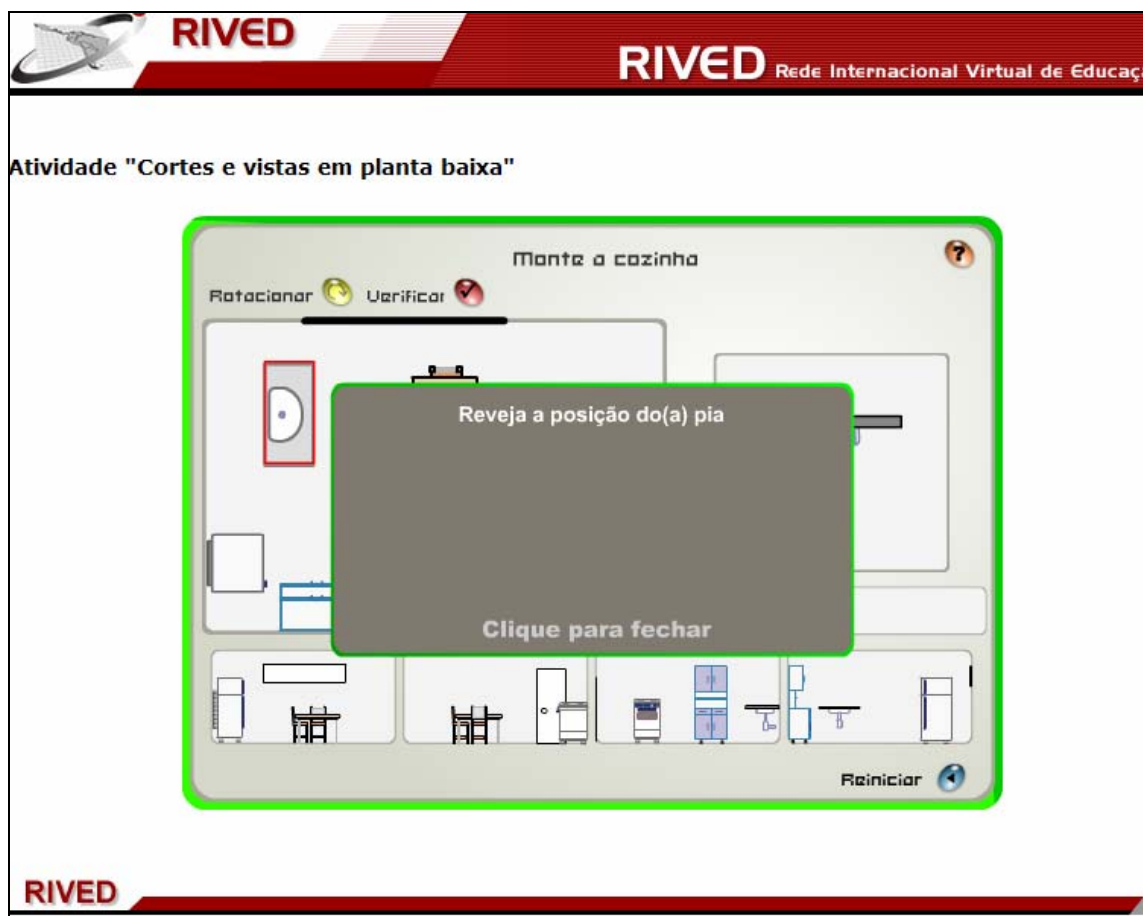 RIVED
RIVED Rede Internacional Virtual de Educaç
Atividade "Cortes e vistas em planta baixa"
Monte a cozinha
?
Rotacionar Verificar
Reveja a posição do(a) pia
Clique para fechar
Reiniciar
RIVED